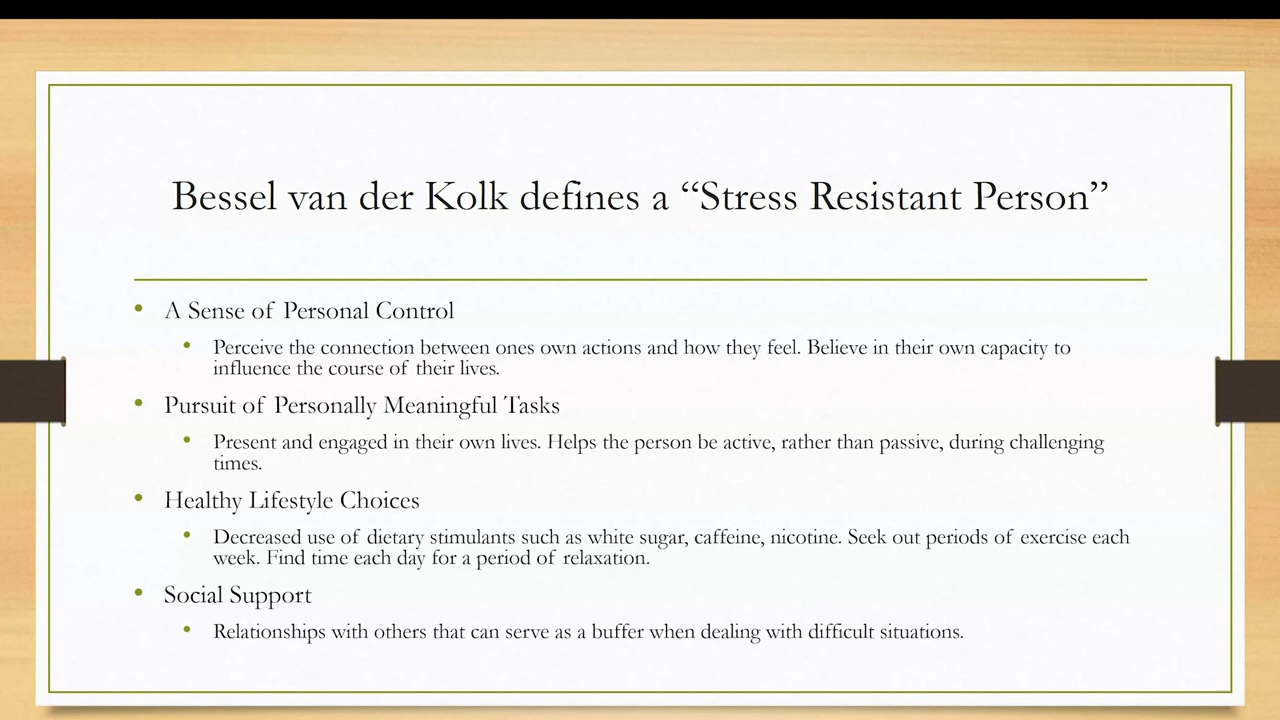 Bessel van der Kolk defines a “Stress Resistant Person”
• A Sense of Personal Control
• Perceive the connection between ones own actions and how they feel. Believe in their own capacity to
influence the course of their lives.
• Pursuit of Personally Meaningful Tasks
• Present and engaged in their own lives. Helps the person be active, rather than passive, during challenging
times.
• Healthy Lifestyle Choices
• Decreased use of dietary stimulants such as white sugar, caffeine, nicotine. Seek out periods of exercise each
week. Find time each day for a period of relaxation.
• Social Support
• Relationships with others that can serve as a buffer when dealing with difficult situations.